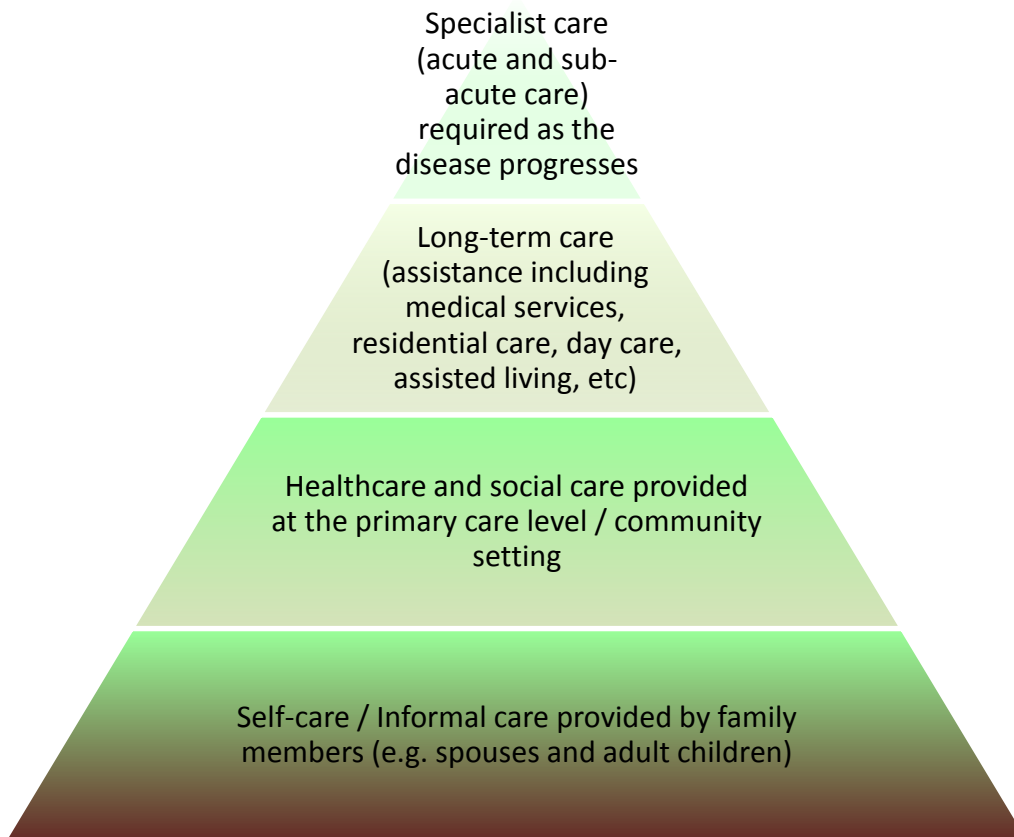 Specialist care
(acute and sub-
acute care)
required as the
disease progresses
Long-term care
(assistance including
medical services,
residential care, day care,
assisted living, etc)
Healthcare and social care provided
at the primary care level / community
setting
Self-care / Informal care provided by family
members (e.g. spouses and adult children)